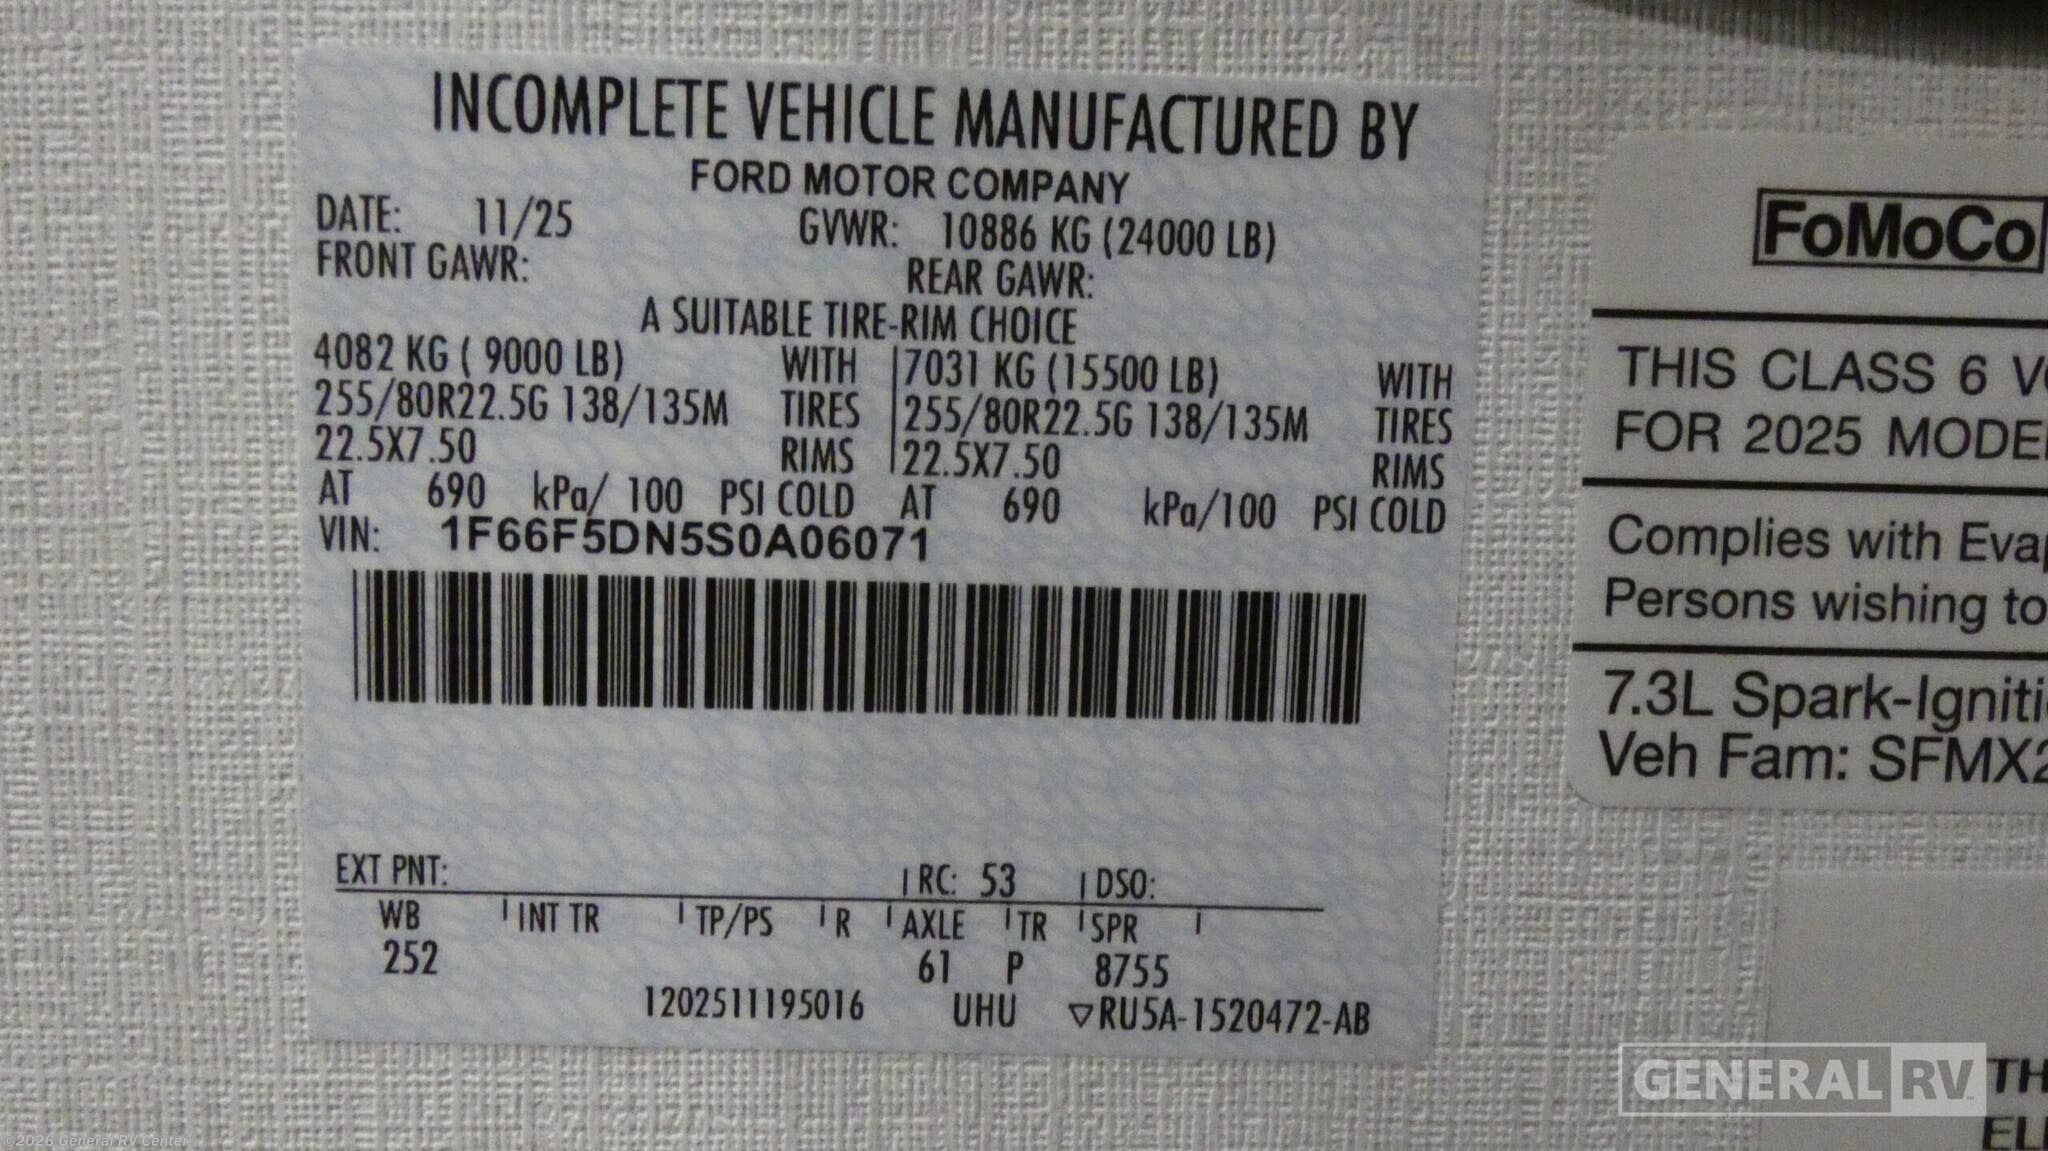 INCOMPLETE VEHICLE MANUFACTURED BY
FORD MOTOR COMPANY
DATE: 11/25 GVWR: 10886 KG (24000 LB)
FRONT GAWR: REAR GAWR:
A SUITABLE TIRE-RIM CHOICE
4082 KG ( 9000 LB) WITH 7031 KG (15500 LB) WITH
255/80R22.5G 138/135M TIRES 255/80R22.5G 138/135M TIRES
22.5X7.50 RIMS 22.5X7.50 RIMS
AT 690 kPa/ 100 PSI COLD AT 690 kPa/100 PSI COLD
VIN: 1F66F5DN5S0A06071
EXT PNT: RC: 53 DSO:
WB INT TR TP/PS R AXLE TR SPR
252 61 P 8755
1202511195016 UHU ▽RU5A-1520472-AB
FoMoCo
THIS CLASS 6
FOR 2025
Complies with
Persons wishing to
7.3L
Veh Fam:
GENERAL RV
©2026 General RV Center